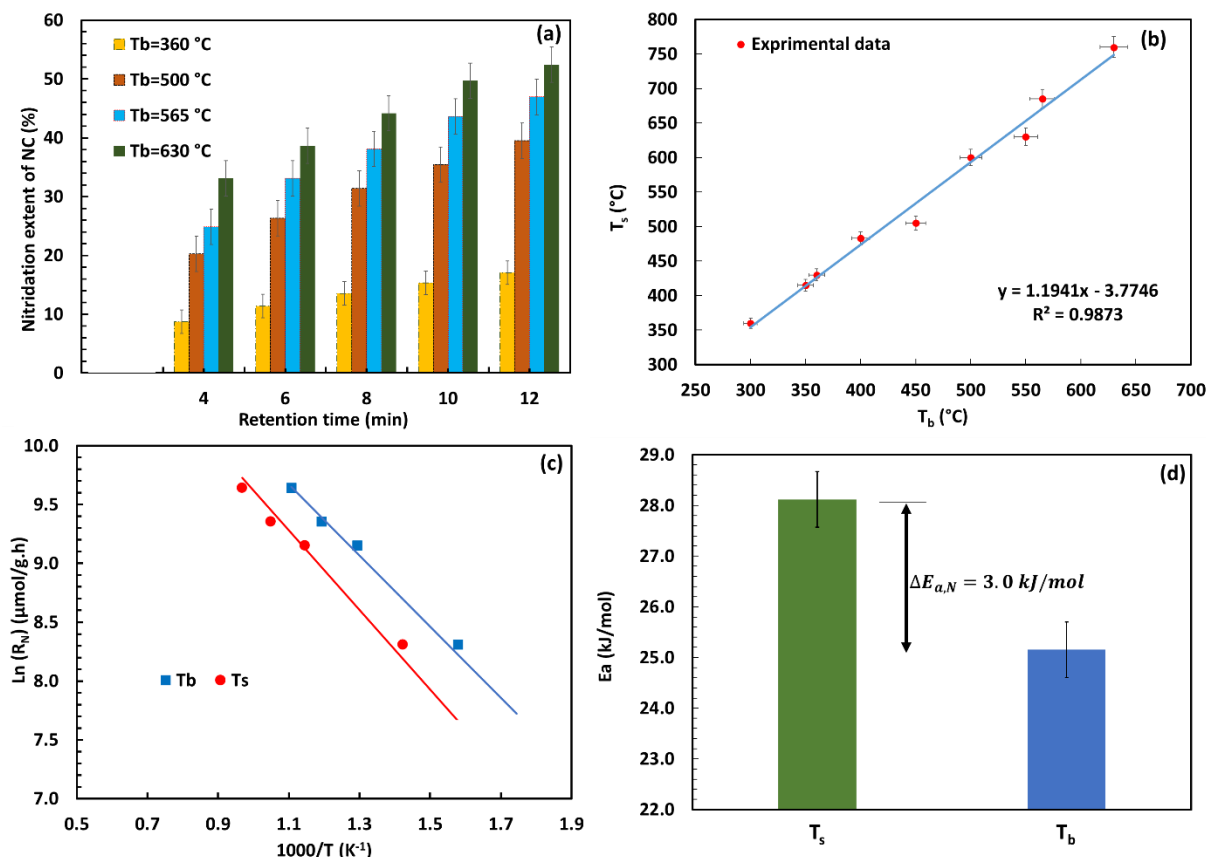 (a)
60
50
40
30
20
10
0
Nitridation extent of NC (%)
Tb=360 °C
Tb=500 °C
Tb=565 °C
Tb=630 °C
4 6 8 10 12
Retention time (min)
(b)
800
750
700
650
600
550
500
450
400
350
300
Ts (°C)
Exprimental data
y = 1.1941x - 3.7746
R² = 0.9873
250 300 350 400 450 500 550 600 650 700
Tb (°C)
(c)
10.0
9.5
9.0
8.5
8.0
7.5
7.0
Ln (RN) (μmol/g.h)
Tb Ts
0.5 0.7 0.9 1.1 1.3 1.5 1.7 1.9
1000/T (K⁻¹)
(d)
29.0
28.0
27.0
26.0
25.0
24.0
23.0
22.0
Ea (kJ/mol)
ΔEa,N = 3.0 kJ/mol
Ts Tb